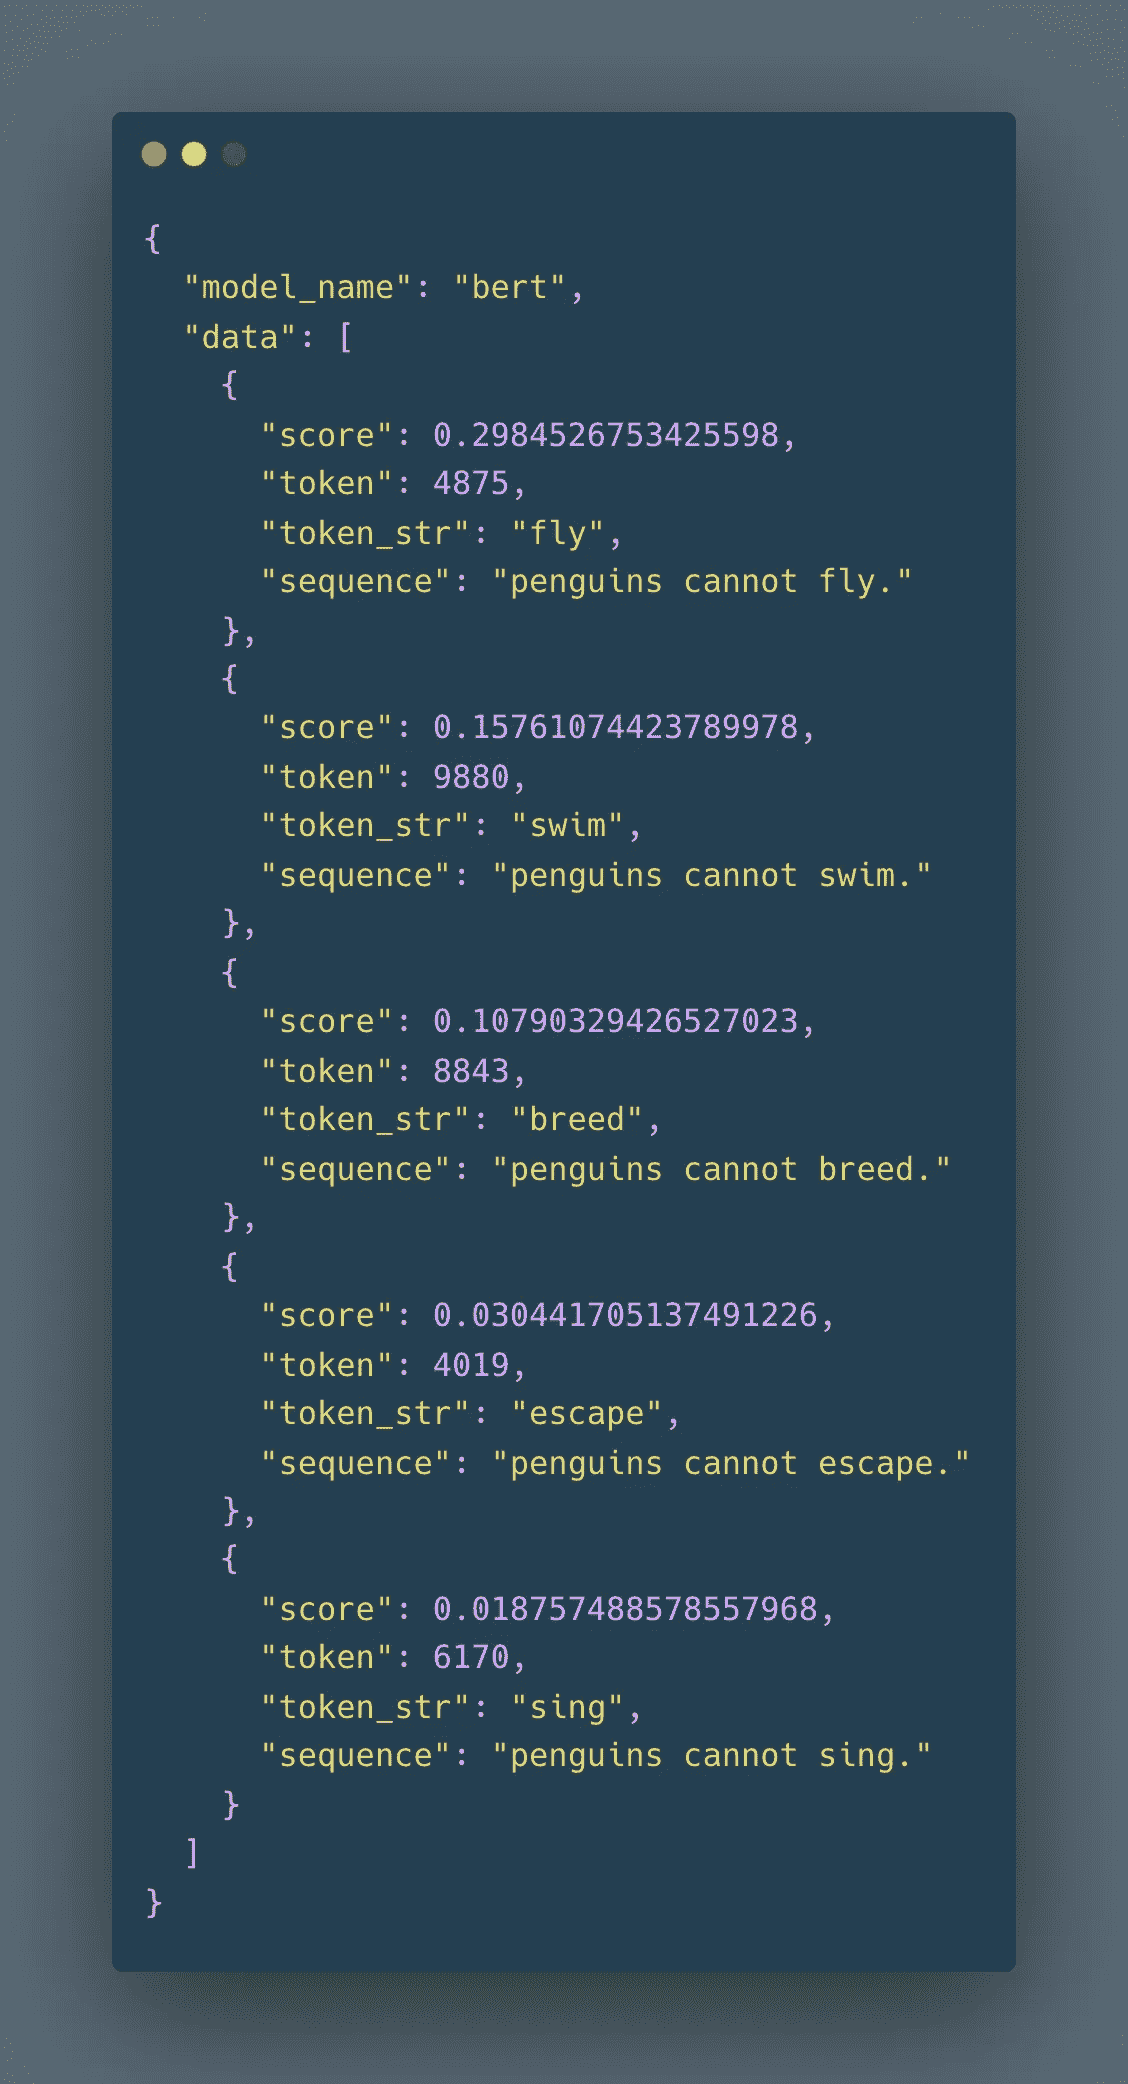 {
  "model_name": "bert",
  "data": [
    {
      "score": 0.2984526753425598,
      "token": 4875,
      "token_str": "fly",
      "sequence": "penguins cannot fly."
    },
    {
      "score": 0.15761074423789978,
      "token": 9880,
      "token_str": "swim",
      "sequence": "penguins cannot swim."
    },
    {
      "score": 0.10790329426527023,
      "token": 8843,
      "token_str": "breed",
      "sequence": "penguins cannot breed."
    },
    {
      "score": 0.030441705137491226,
      "token": 4019,
      "token_str": "escape",
      "sequence": "penguins cannot escape."
    },
    {
      "score": 0.018757488578557968,
      "token": 6170,
      "token_str": "sing",
      "sequence": "penguins cannot sing."
    }
  ]
}